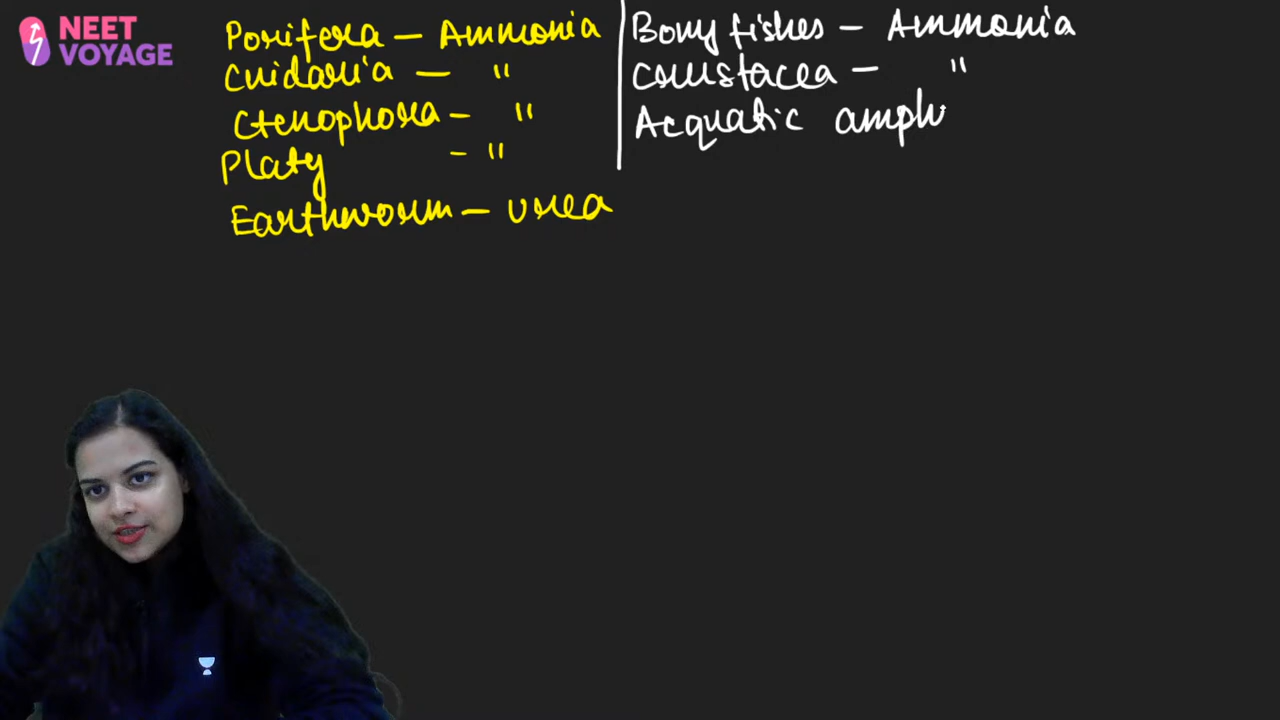 NEET
VOYAGE
Porifera – Ammonia
Cnidaria – "
Ctenophora – "
Platy – "
Earthworm – urea
Bony fishes – Ammonia
Crustacea – "
Acquatic amph